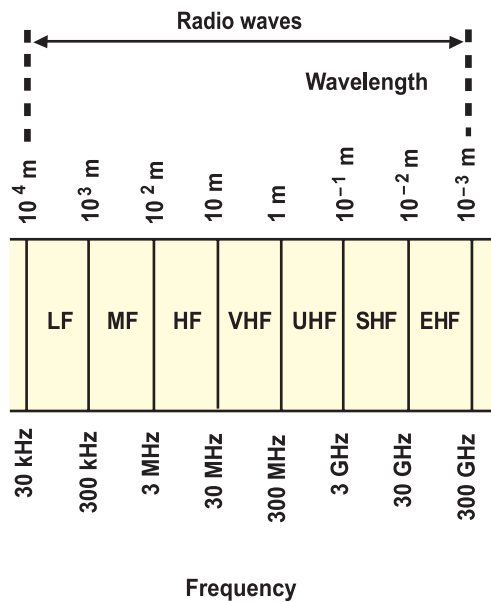 Radio waves
Wavelength
10⁴ m 10³ m 10² m 10 m 1 m 10⁻¹ m 10⁻² m 10⁻³ m
LF MF HF VHF UHF SHF EHF
30 kHz 300 kHz 3 MHz 30 MHz 300 MHz 3 GHz 30 GHz 300 GHz
Frequency